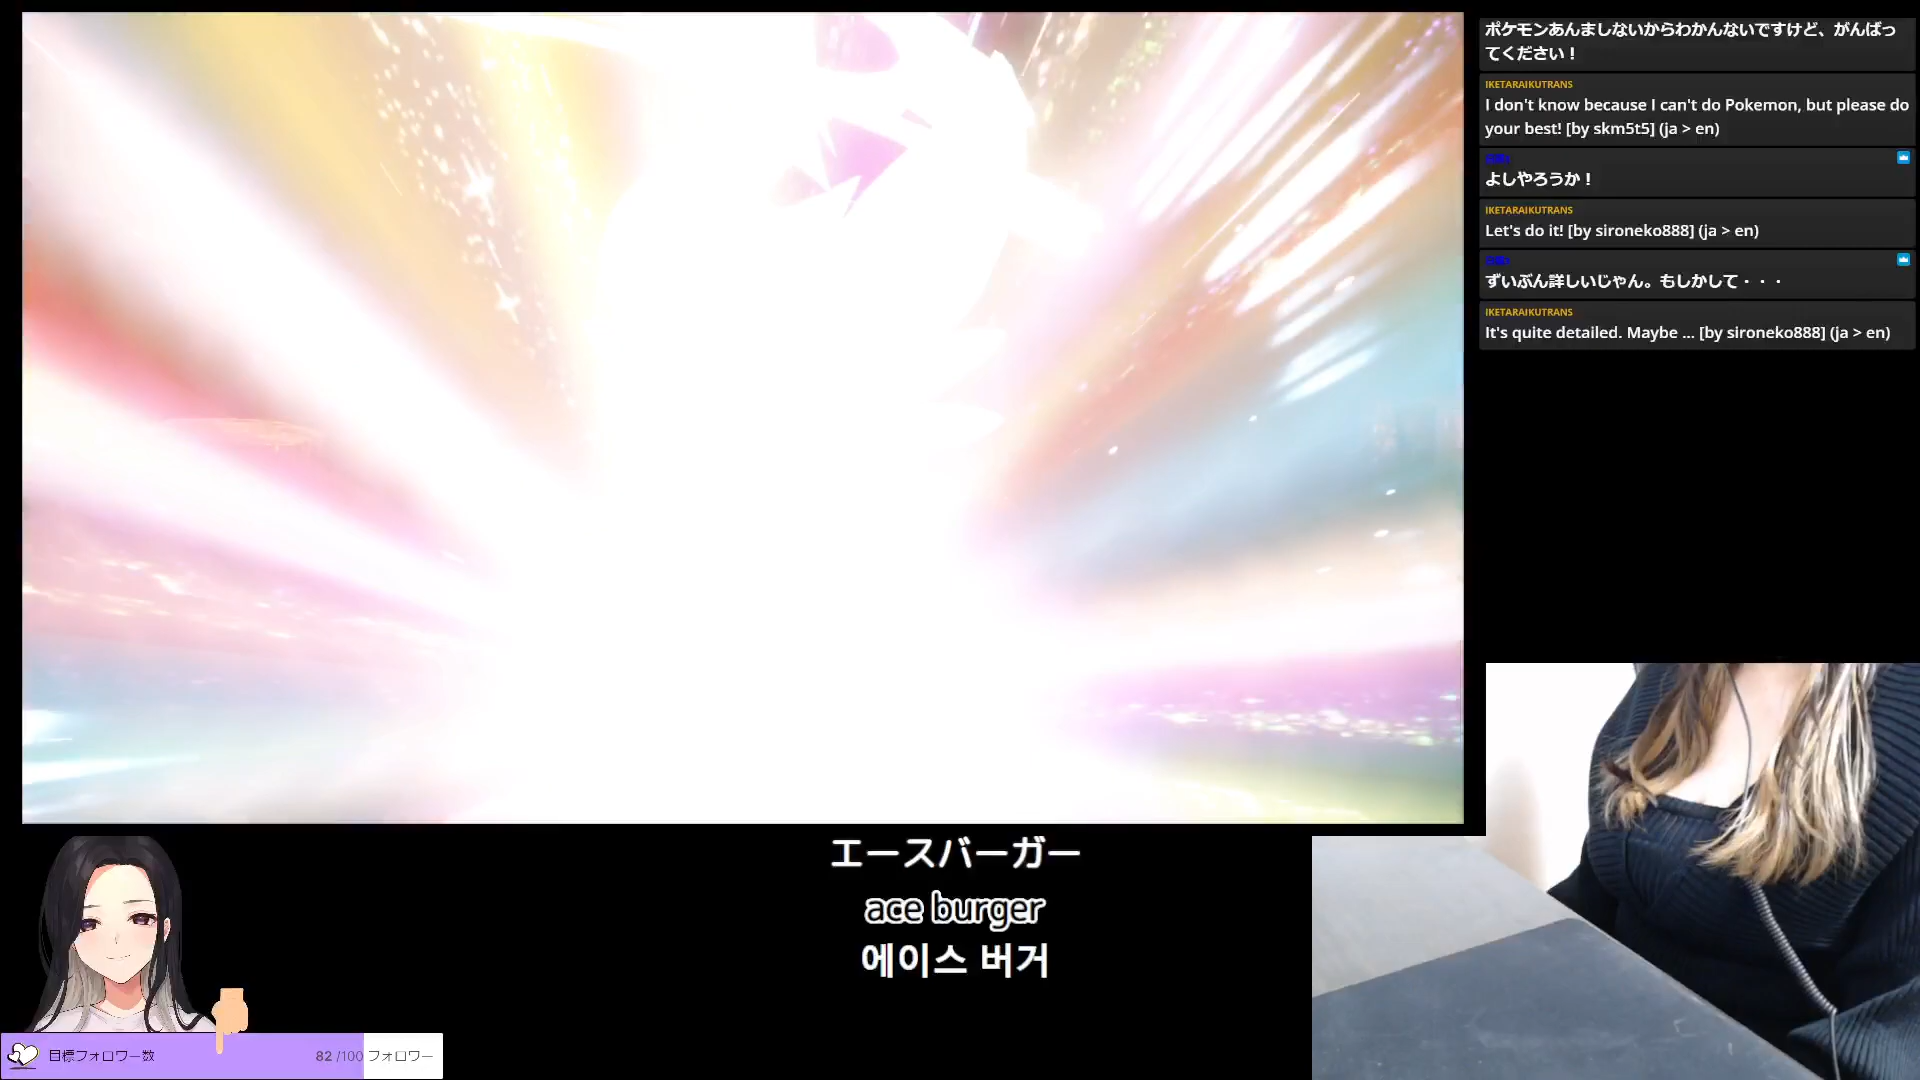 ポケモンあんましないからわかんないですけど、がんばっ
てください！
IKETARAIKUTRANS
I don't know because I can't do Pokemon, but please do
your best! [by skm5t5] (ja > en)
よしやろうか！
IKETARAIKUTRANS
Let's do it! [by sironeko888] (ja > en)
ずいぶん詳しいじゃん。もしかして・・・
IKETARAIKUTRANS
It's quite detailed. Maybe ... [by sironeko888] (ja > en)
エースバーガー
ace burger
에이스 버거
目標フォロワー数 82 /100 フォロワー